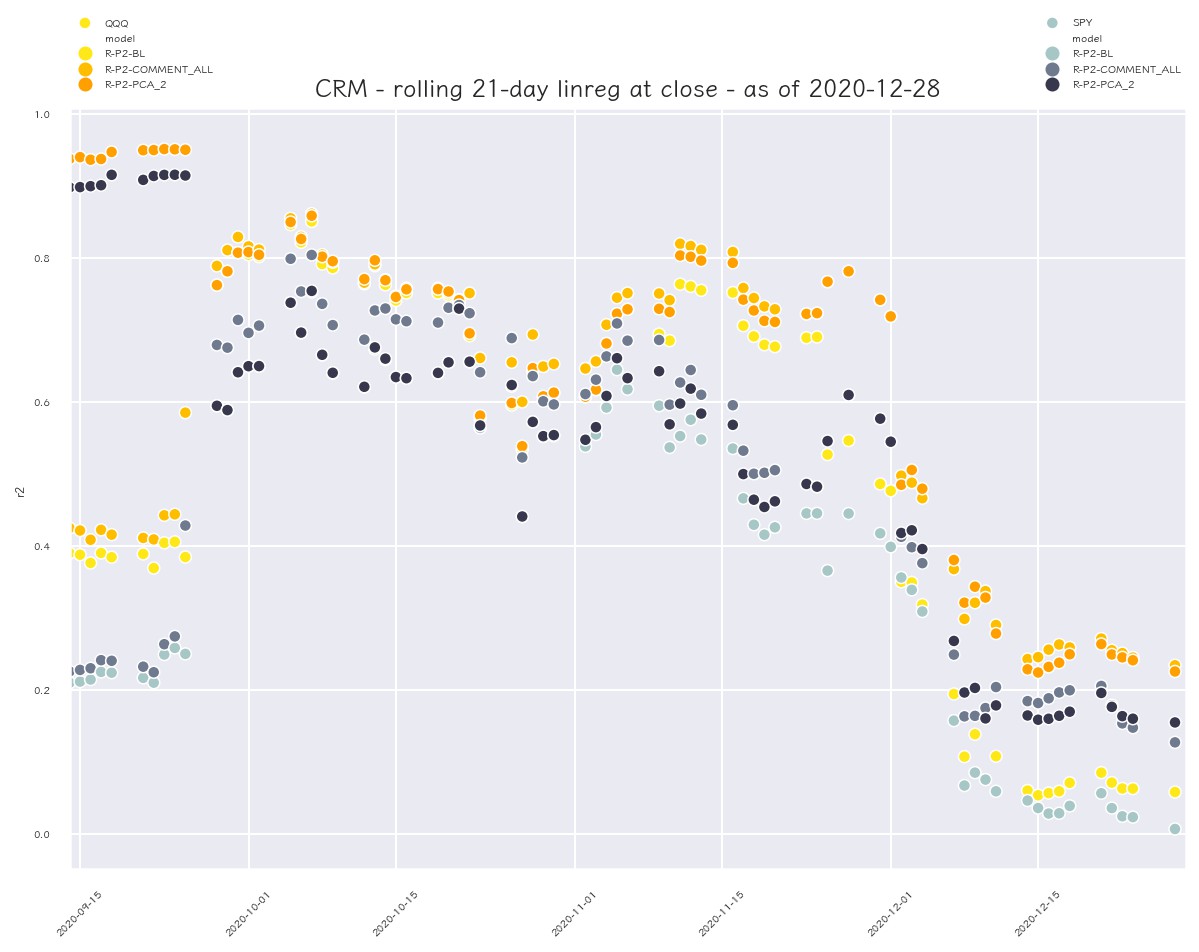 QQQ
model
R-P2-BL
R-P2-COMMENT_ALL
R-P2-PCA_2
SPY
model
R-P2-BL
R-P2-COMMENT_ALL
R-P2-PCA_2
CRM - rolling 21-day linreg at close - as of 2020-12-28
1.0
0.8
0.6
0.4
0.2
0.0
r2
2020-09-15
2020-10-01
2020-10-15
2020-11-01
2020-11-15
2020-12-01
2020-12-15